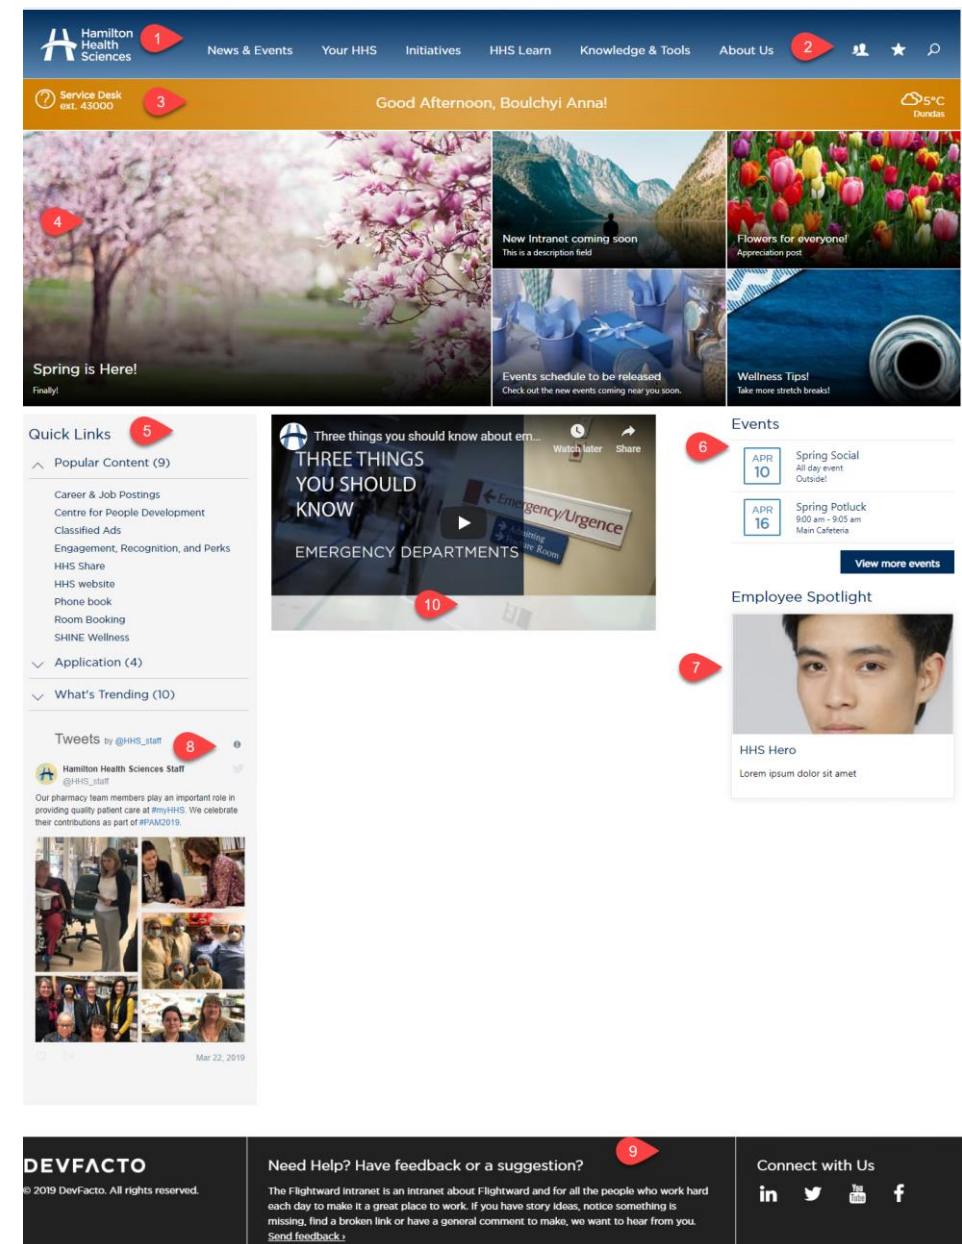 Hamilton
Health
Sciences
1
News & Events
Your HHS
Initiatives
HHS Learn
Knowledge & Tools
About Us
2
Service Desk
ext. 43000
3
Good Afternoon, Boulchyi Anna!
5°C
Dundas
4
Spring is Here!
Finally!
New Intranet coming soon
This is a description field
Flowers for everyone!
Appreciation post
Events schedule to be released
Check out the new events coming near you soon.
Wellness Tips!
Take more stretch breaks!
Quick Links
5
Popular Content (9)
Career & Job Postings
Centre for People Development
Classified Ads
Engagement, Recognition, and Perks
HHS Share
HHS website
Phone book
Room Booking
SHINE Wellness
Application (4)
What's Trending (10)
Tweets by @HHS_staff
8
Hamilton Health Sciences Staff
@HHS_staff
Our pharmacy team members play an important role in
providing quality patient care at #myHHS. We celebrate
their contributions as part of #PAM2019.
Mar 22, 2019
Three things you should know about em...
Watch later
Share
THREE THINGS
YOU SHOULD
KNOW
EMERGENCY DEPARTMENTS
Emergency/Urgence
Admitting
Fracture Room
10
Events
6
APR
10
Spring Social
All day event
Outside!
APR
16
Spring Potluck
9:00 am - 9:05 am
Main Cafeteria
View more events
Employee Spotlight
7
HHS Hero
Lorem ipsum dolor sit amet
DEVFACTO
© 2019 DevFacto. All rights reserved.
9
Need Help? Have feedback or a suggestion?
The Flightward intranet is an intranet about Flightward and for all the people who work hard
each day to make it a great place to work. If you have story ideas, notice something is
missing, find a broken link or have a general comment to make, we want to hear from you.
Send feedback ›
Connect with Us
in
You
Tube
f